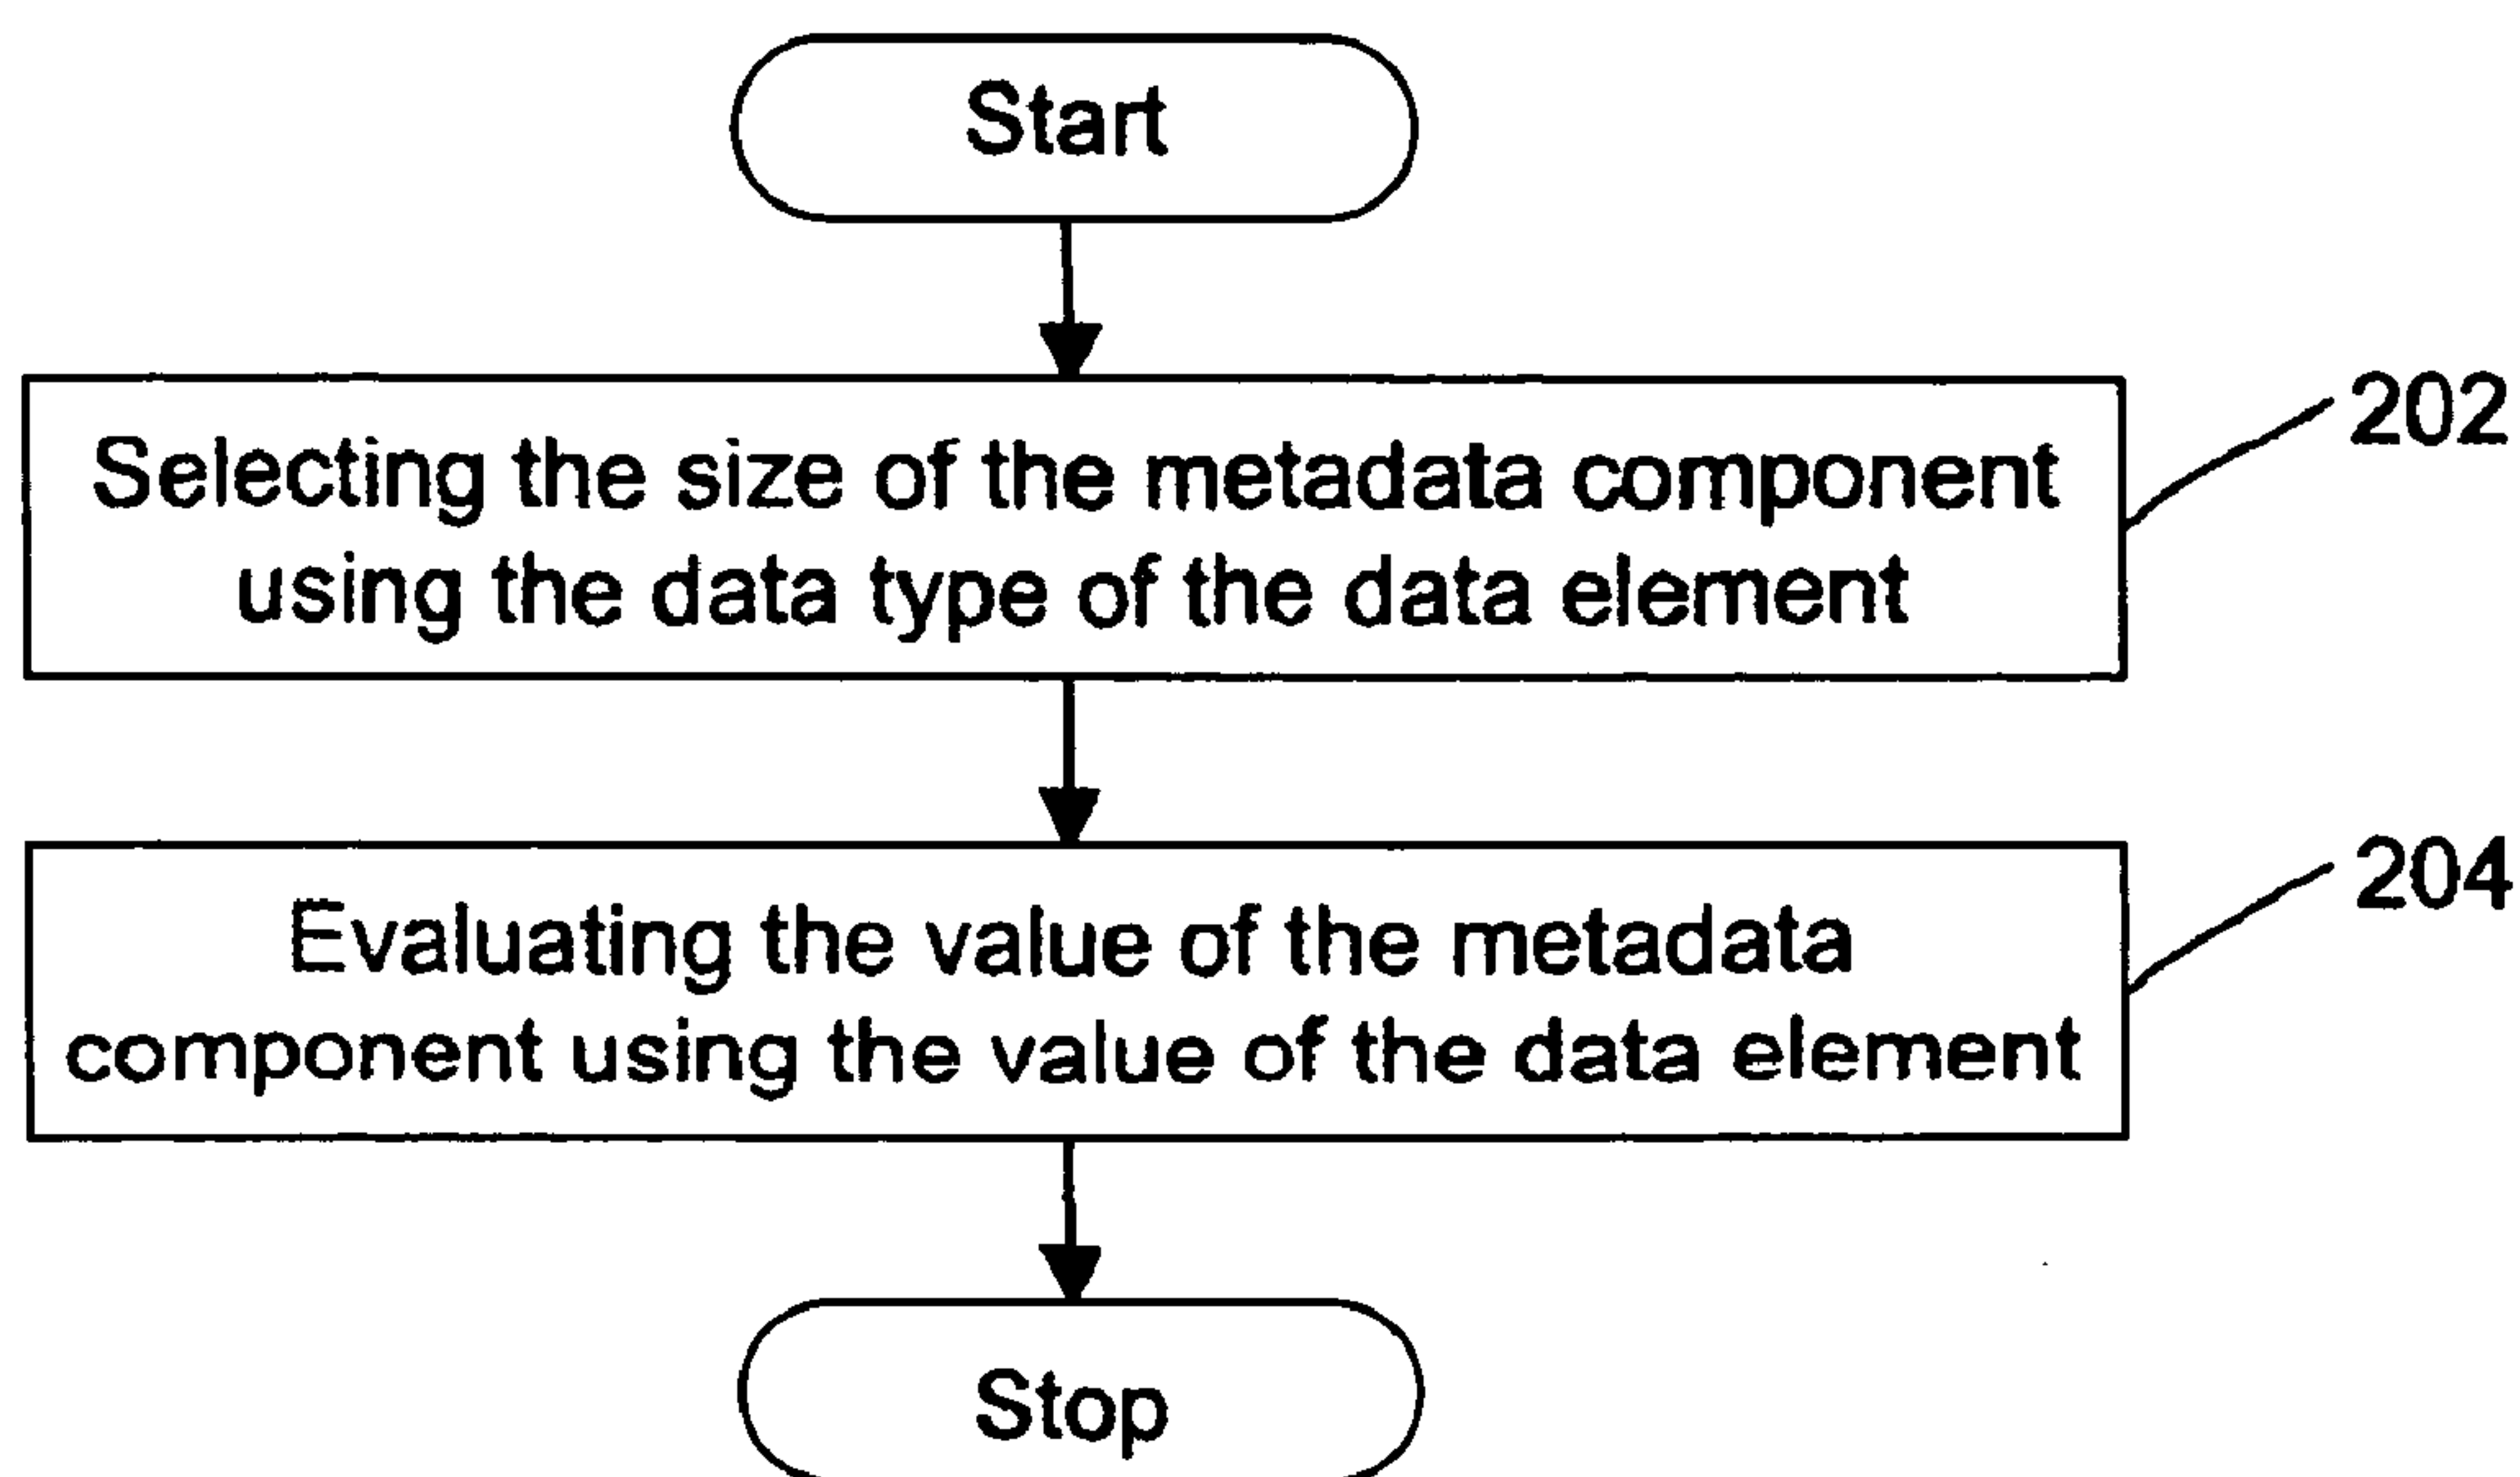 Start
202
Selecting the size of the metadata component
using the data type of the data element
204
Evaluating the value of the metadata
component using the value of the data element
Stop